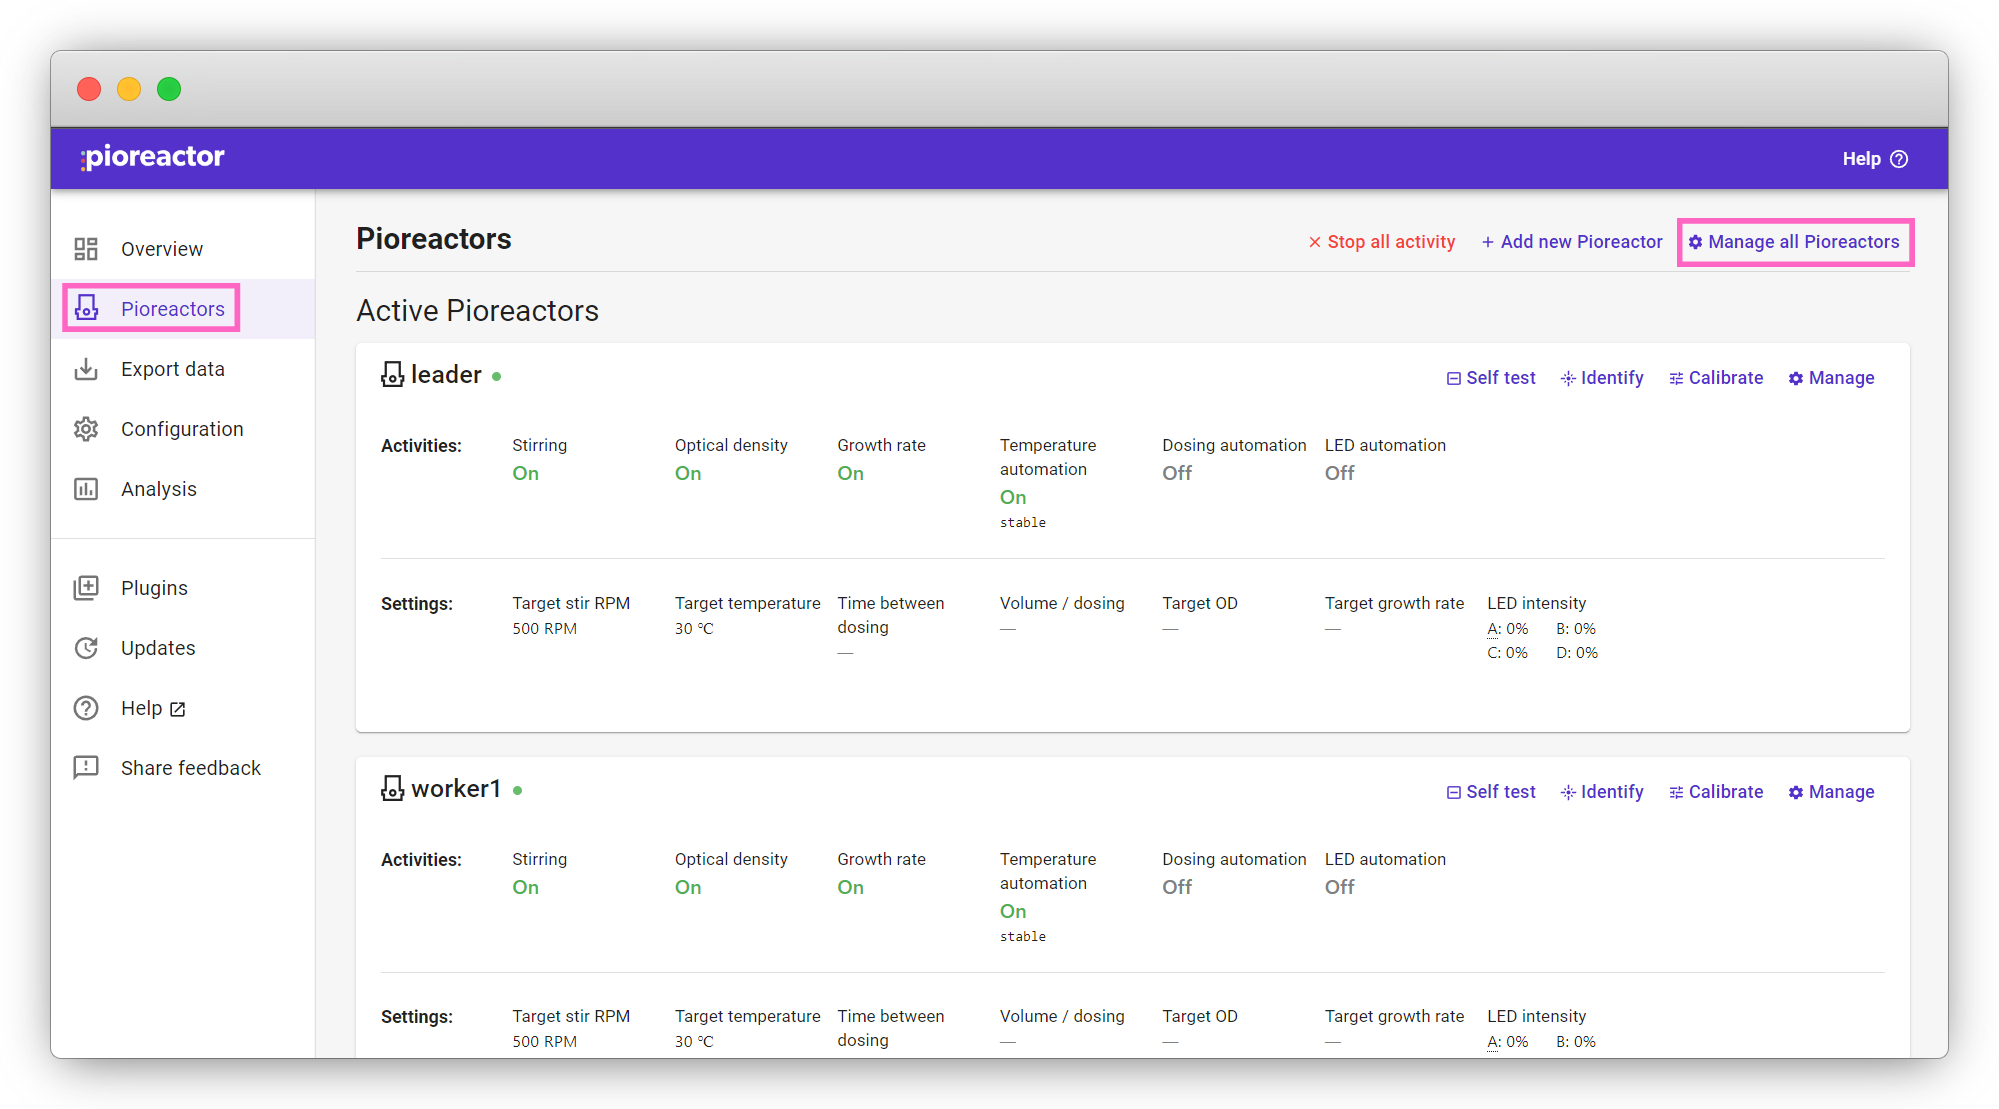 pioreactor
Help
Overview
Pioreactors
Export data
Configuration
Analysis
Plugins
Updates
Help
Share feedback
Pioreactors
Stop all activity
+ Add new Pioreactor
Manage all Pioreactors
Active Pioreactors
leader
Self test
Identify
Calibrate
Manage
Activities:
Stirring
On
Optical density
On
Growth rate
On
Temperature
automation
On
stable
Dosing automation
Off
LED automation
Off
Settings:
Target stir RPM
500 RPM
Target temperature
30 °C
Time between
dosing
—
Volume / dosing
—
Target OD
—
Target growth rate
—
LED intensity
A: 0% B: 0%
C: 0% D: 0%
worker1
Self test
Identify
Calibrate
Manage
Activities:
Stirring
On
Optical density
On
Growth rate
On
Temperature
automation
On
stable
Dosing automation
Off
LED automation
Off
Settings:
Target stir RPM
500 RPM
Target temperature
30 °C
Time between
dosing
Volume / dosing
—
Target OD
—
Target growth rate
—
LED intensity
A: 0% B: 0%